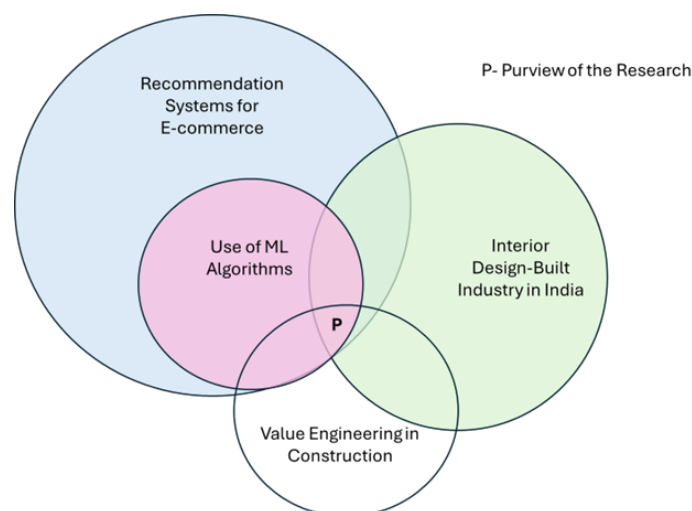 Recommendation
Systems for
E-commerce
P- Purview of the Research
Use of ML
Algorithms
Interior
Design-Built
Industry in India
P
Value Engineering in
Construction